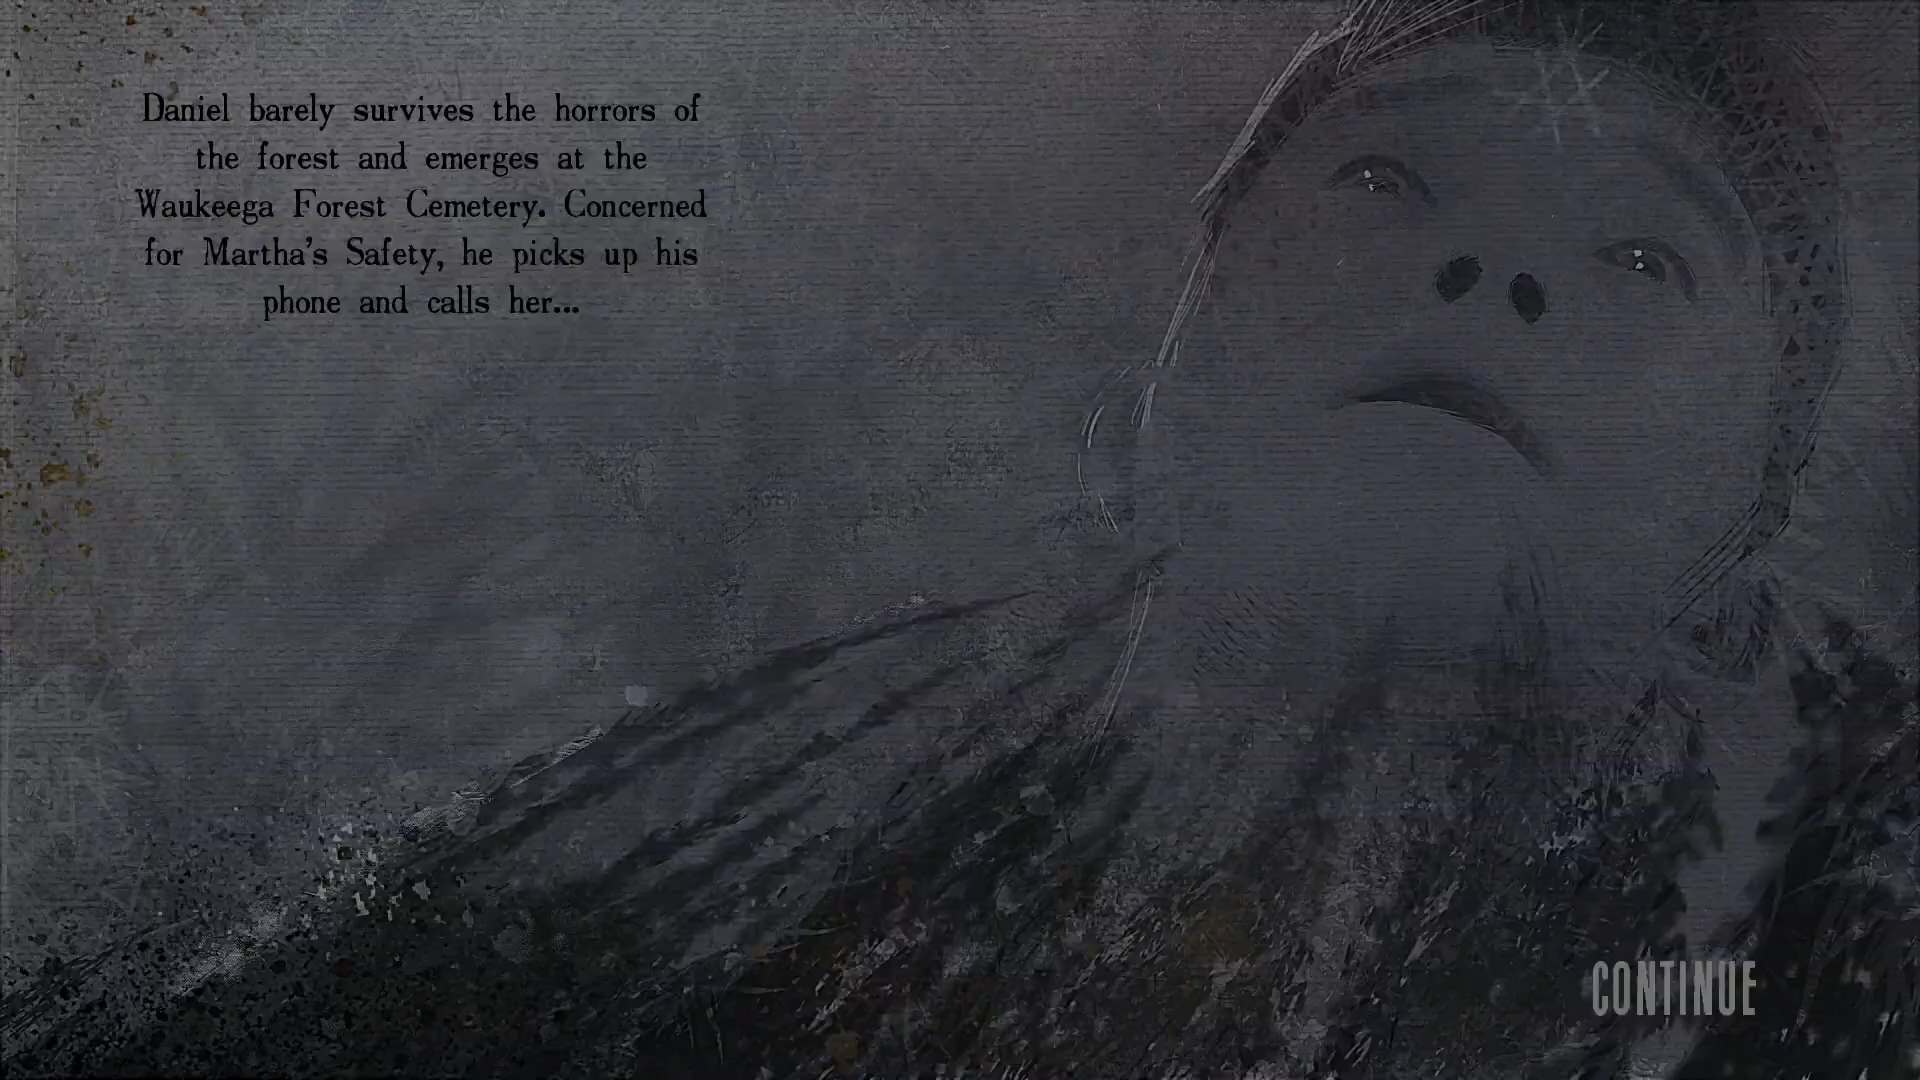 Daniel barely survives the horrors of
the forest and emerges at the
Waukeega Forest Cemetery. Concerned
for Martha's Safety, he picks up his
phone and calls her...
CONTINUE